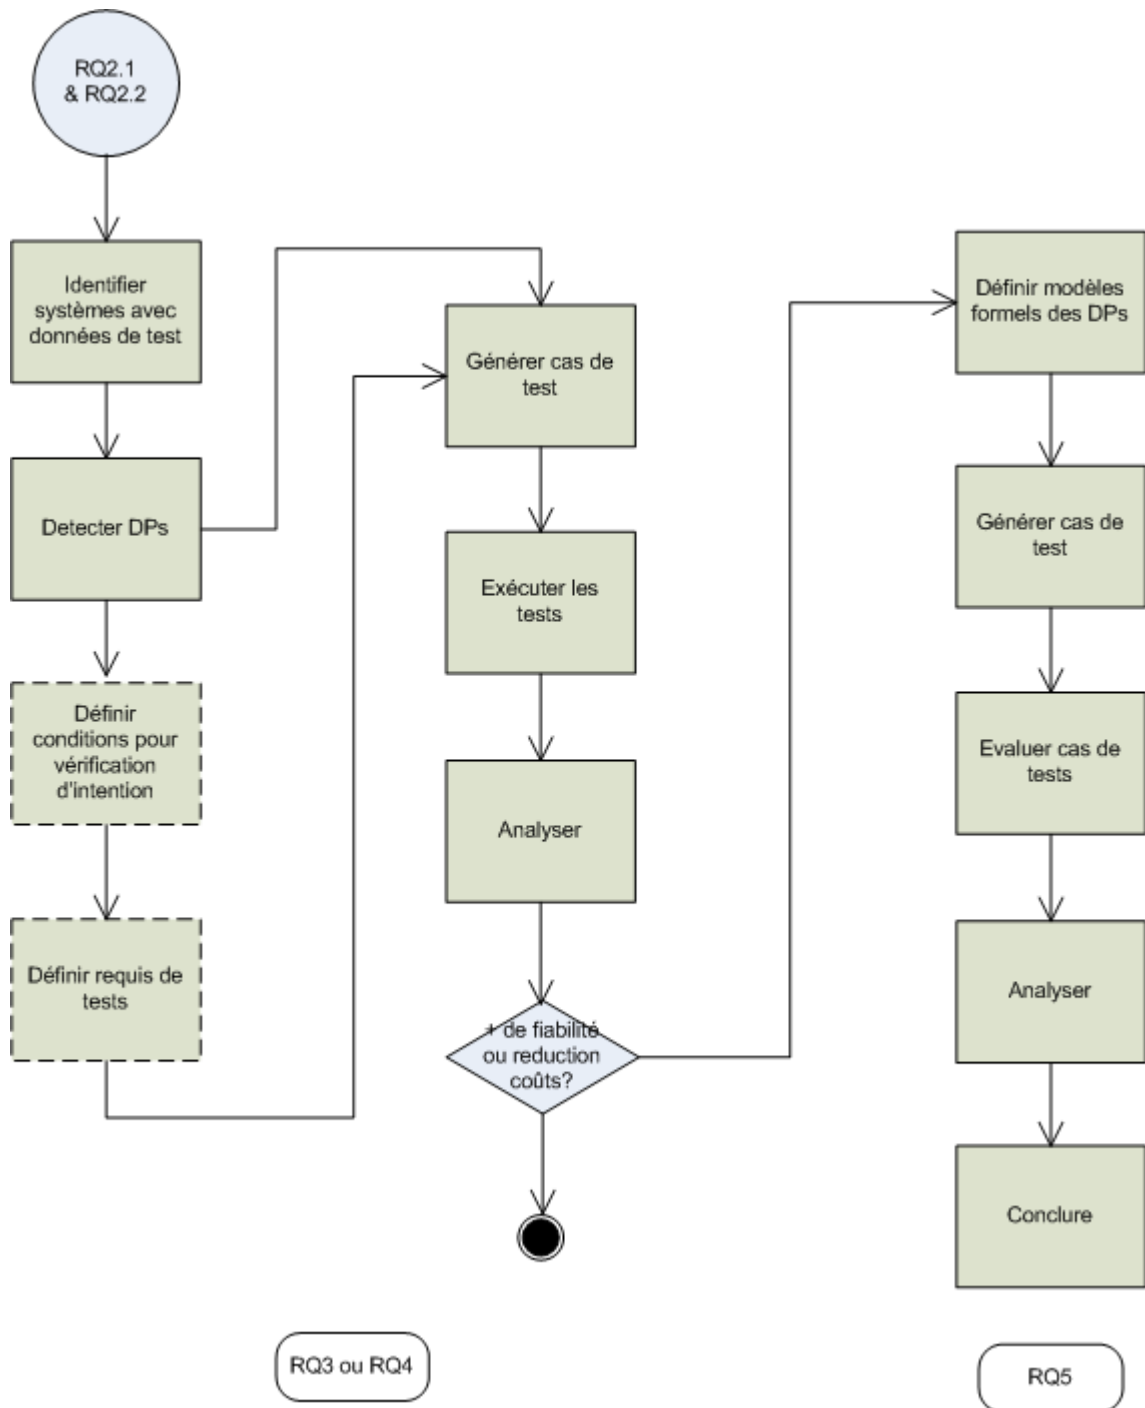 RQ2.1
& RQ2.2
Identifier
systèmes avec
données de test
Detecter DPs
Définir
conditions pour
vérification
d'intention
Définir requis de
tests
Générer cas de
test
Exécuter les
tests
Analyser
+ de fiabilité
ou reduction
coûts?
Définir modèles
formels des DPs
Générer cas de
test
Evaluer cas de
tests
Analyser
Conclure
RQ3 ou RQ4
RQ5